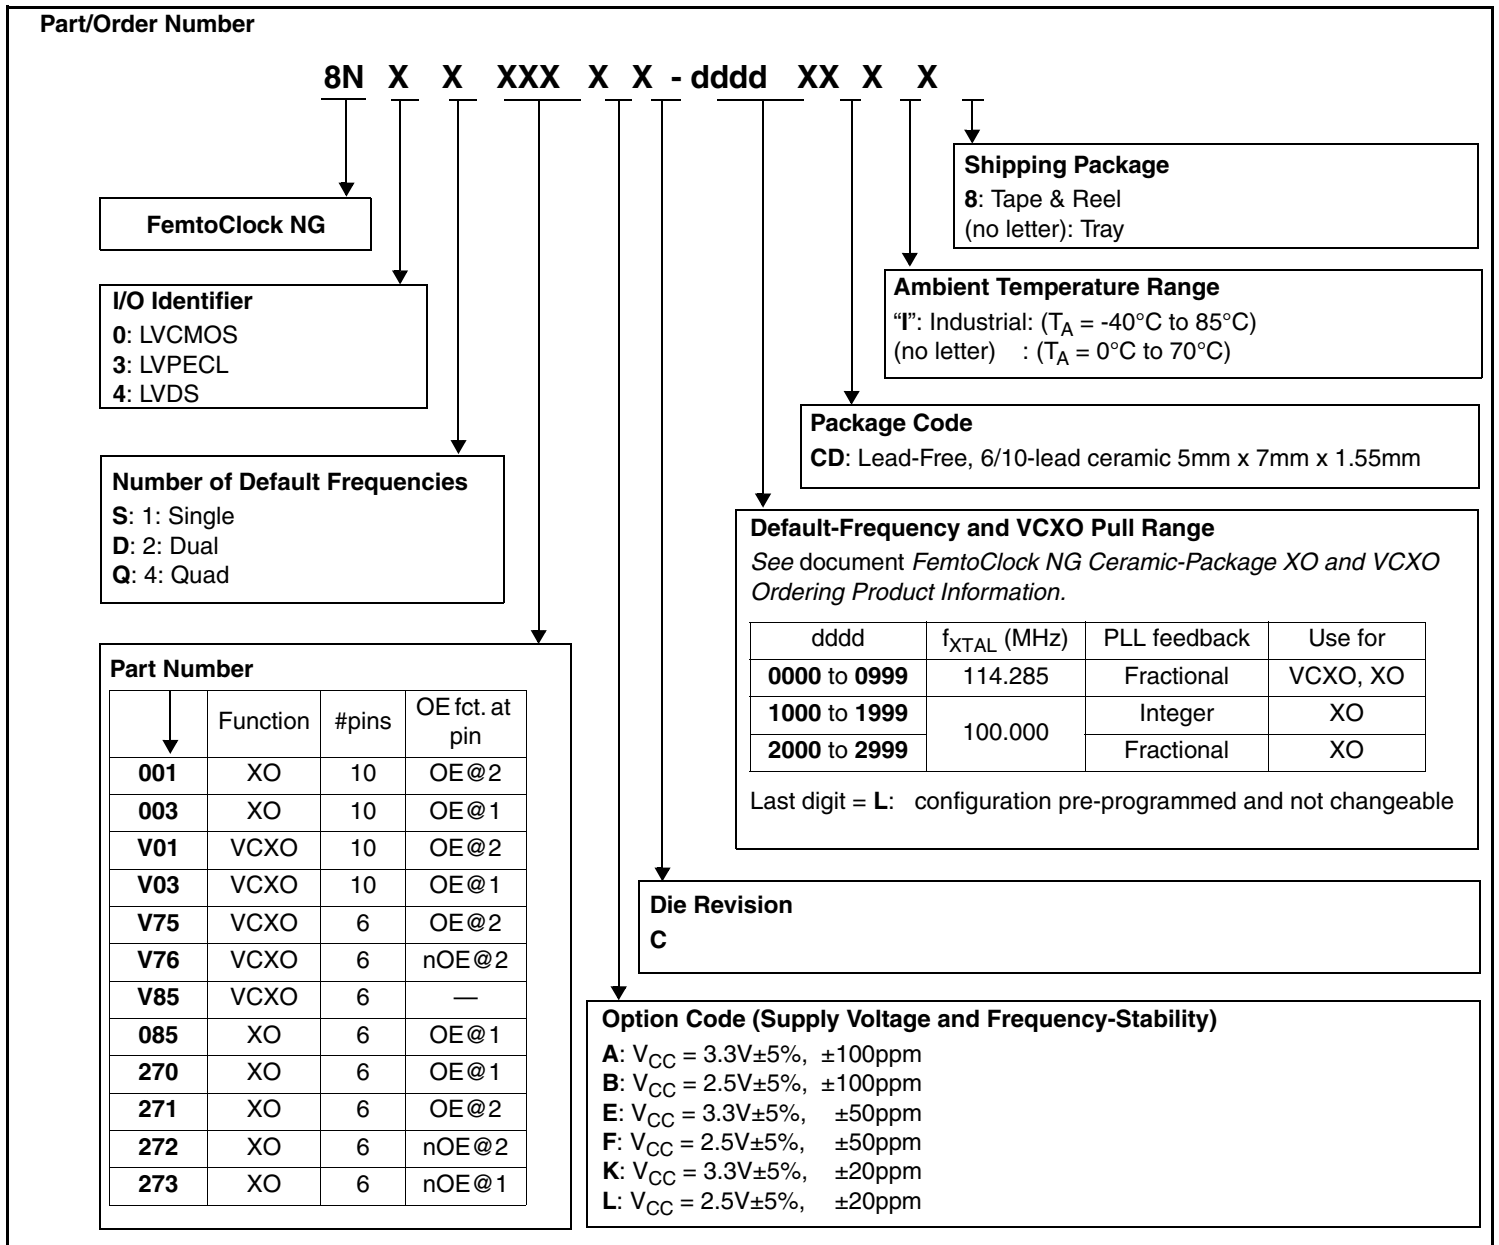 Part/Order Number
8N X X XXX X X - dddd XX X X
Shipping Package
8: Tape & Reel
(no letter): Tray
FemtoClock NG
Ambient Temperature Range
"I": Industrial: (TA = -40°C to 85°C)
(no letter) : (TA = 0°C to 70°C)
I/O Identifier
0: LVCMOS
3: LVPECL
4: LVDS
Package Code
CD: Lead-Free, 6/10-lead ceramic 5mm x 7mm x 1.55mm
Number of Default Frequencies
S: 1: Single
D: 2: Dual
Q: 4: Quad
Default-Frequency and VCXO Pull Range
See document FemtoClock NG Ceramic-Package XO and VCXO
Ordering Product Information.
dddd fXTAL (MHz) PLL feedback Use for
0000 to 0999 114.285 Fractional VCXO, XO
1000 to 1999 100.000 Integer XO
2000 to 2999 Fractional XO
Last digit = L: configuration pre-programmed and not changeable
Part Number
Function #pins OE fct. at
pin
001 XO 10 OE@2
003 XO 10 OE@1
V01 VCXO 10 OE@2
V03 VCXO 10 OE@1
V75 VCXO 6 OE@2
V76 VCXO 6 nOE@2
V85 VCXO 6 —
085 XO 6 OE@1
270 XO 6 OE@1
271 XO 6 OE@2
272 XO 6 nOE@2
273 XO 6 nOE@1
Die Revision
C
Option Code (Supply Voltage and Frequency-Stability)
A: VCC = 3.3V±5%, ±100ppm
B: VCC = 2.5V±5%, ±100ppm
E: VCC = 3.3V±5%, ±50ppm
F: VCC = 2.5V±5%, ±50ppm
K: VCC = 3.3V±5%, ±20ppm
L: VCC = 2.5V±5%, ±20ppm